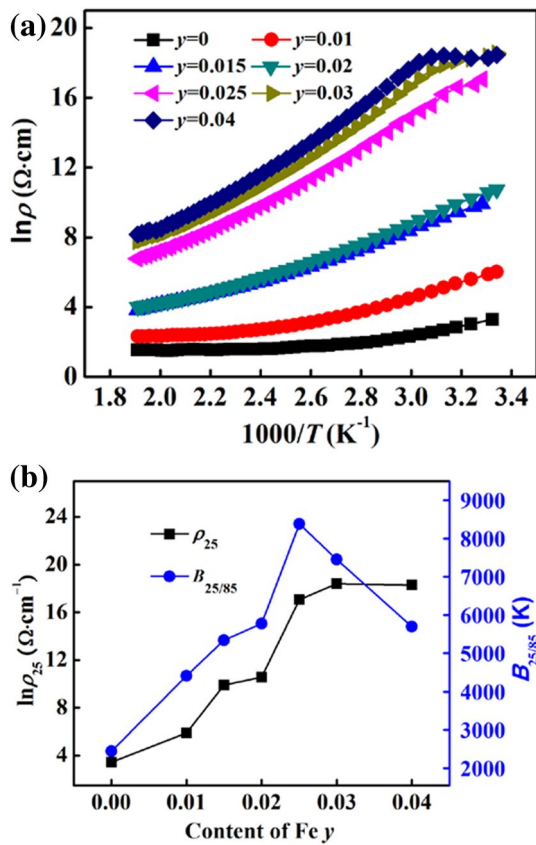 (a)
20
16
12
8
4
0
lnρ (Ω·cm)
y=0 y=0.01
y=0.015 y=0.02
y=0.025 y=0.03
y=0.04
1.8 2.0 2.2 2.4 2.6 2.8 3.0 3.2 3.4
1000/T (K⁻¹)
(b)
24
20
16
12
8
4
lnρ₂₅ (Ω·cm⁻¹)
ρ₂₅
B₂₅/₈₅
9000
8000
7000
6000
5000
4000
3000
2000
B₂₅/₈₅ (K)
0.00 0.01 0.02 0.03 0.04
Content of Fe y